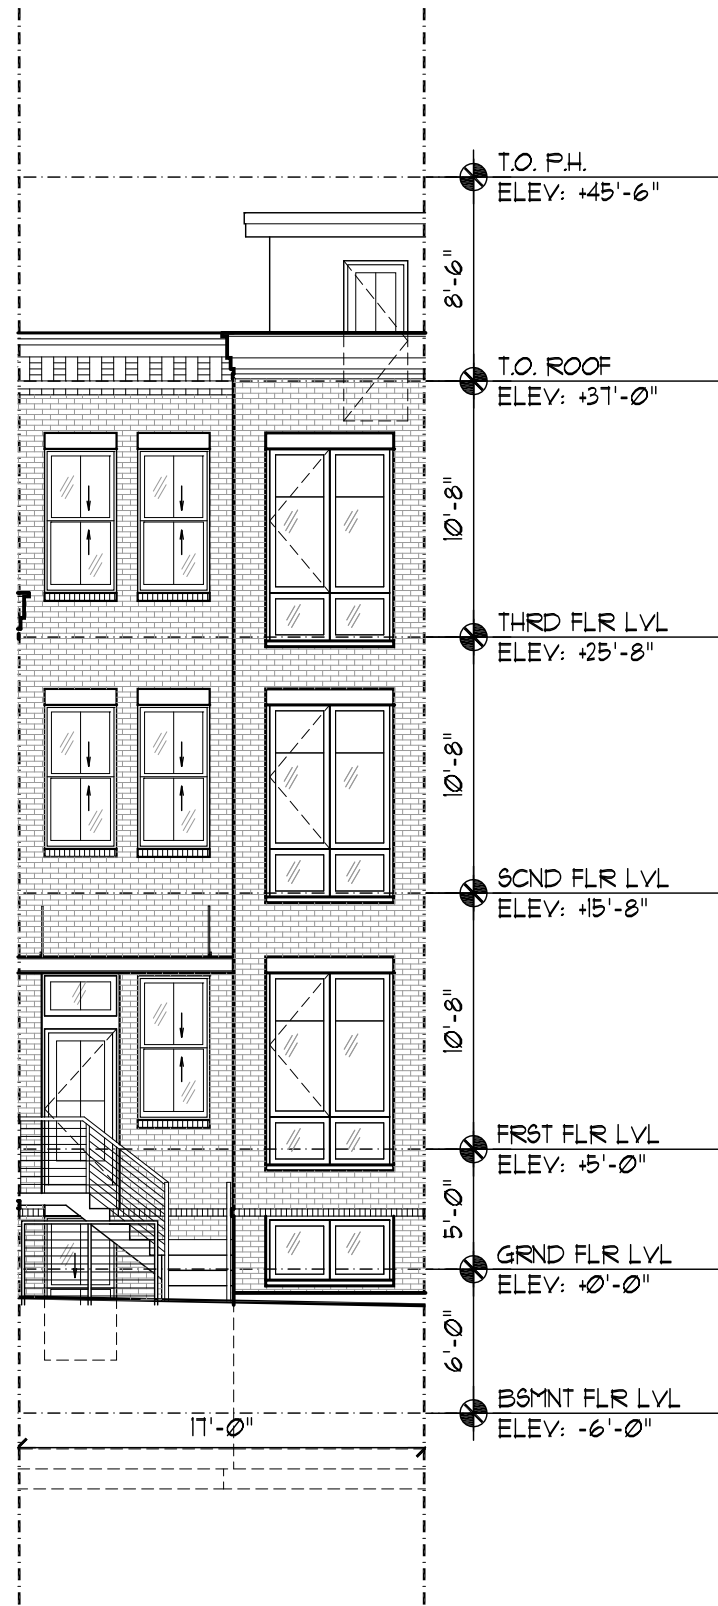 T.O. P.H.
ELEV: +45'-6"
8'-6"
T.O. ROOF
ELEV: +37'-0"
10'-8"
THRD FLR LVL
ELEV: +25'-8"
10'-8"
SCND FLR LVL
ELEV: +15'-8"
10'-8"
FRST FLR LVL
ELEV: +5'-0"
5'-0"
GRND FLR LVL
ELEV: +0'-0"
6'-0"
BSMNT FLR LVL
ELEV: -6'-0"
17'-0"